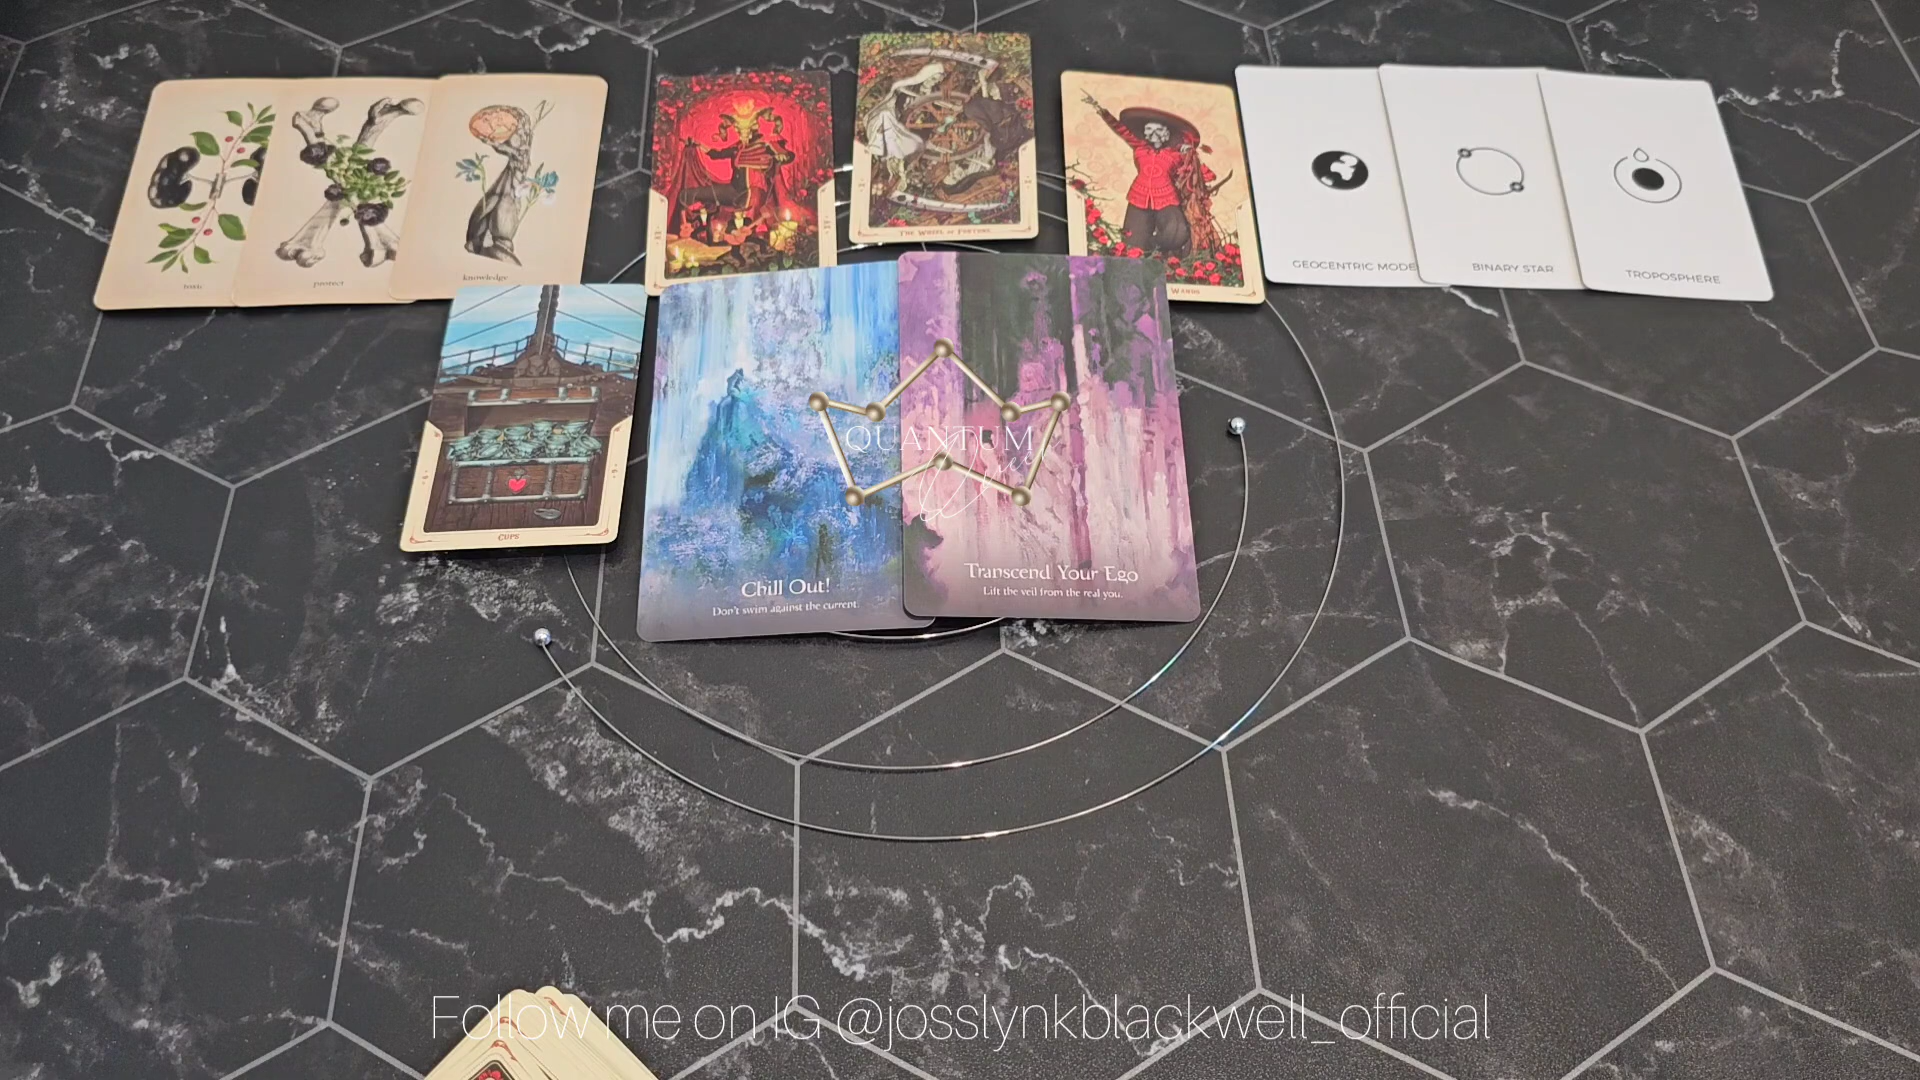 toxic
protect
knowledge
THE WHEEL OF FORTUNE
WANDS
GEOCENTRIC MODE
BINARY STAR
TROPOSPHERE
CUPS
QUANTUM
Chill Out!
Don't swim against the current.
Transcend Your Ego
Lift the veil from the real you.
Follow me on IG @josslynkblackwell_official